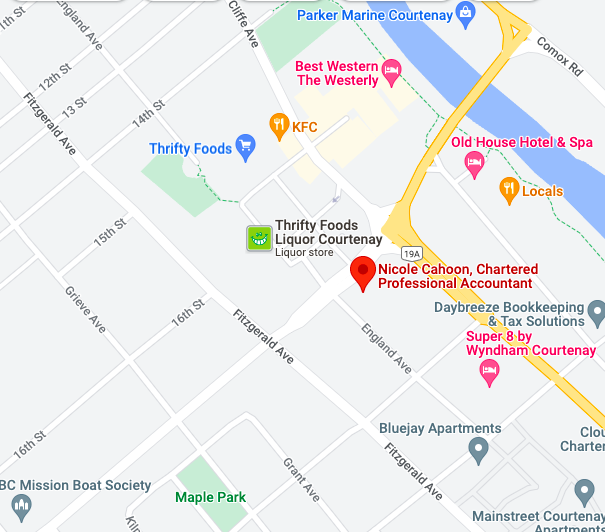 11th St
England Ave
Cliffe Ave
Parker Marine Courtenay
Comox Rd
12th St
Best Western
The Westerly
Fitzgerald Ave
13 St
14th St
KFC
Thrifty Foods
Old House Hotel & Spa
Locals
15th St
Thrifty Foods
Liquor Courtenay
Liquor store
19A
Nicole Cahoon, Chartered
Professional Accountant
Grieve Ave
16th St
Fitzgerald Ave
England Ave
Daybreeze Bookkeeping
& Tax Solutions
Super 8 by
Wyndham Courtenay
16th St
Bluejay Apartments
Clou
Charter
Fitzgerald Ave
BC Mission Boat Society
Maple Park
Grant Ave
Kil
Mainstreet Courtenay
Apartments